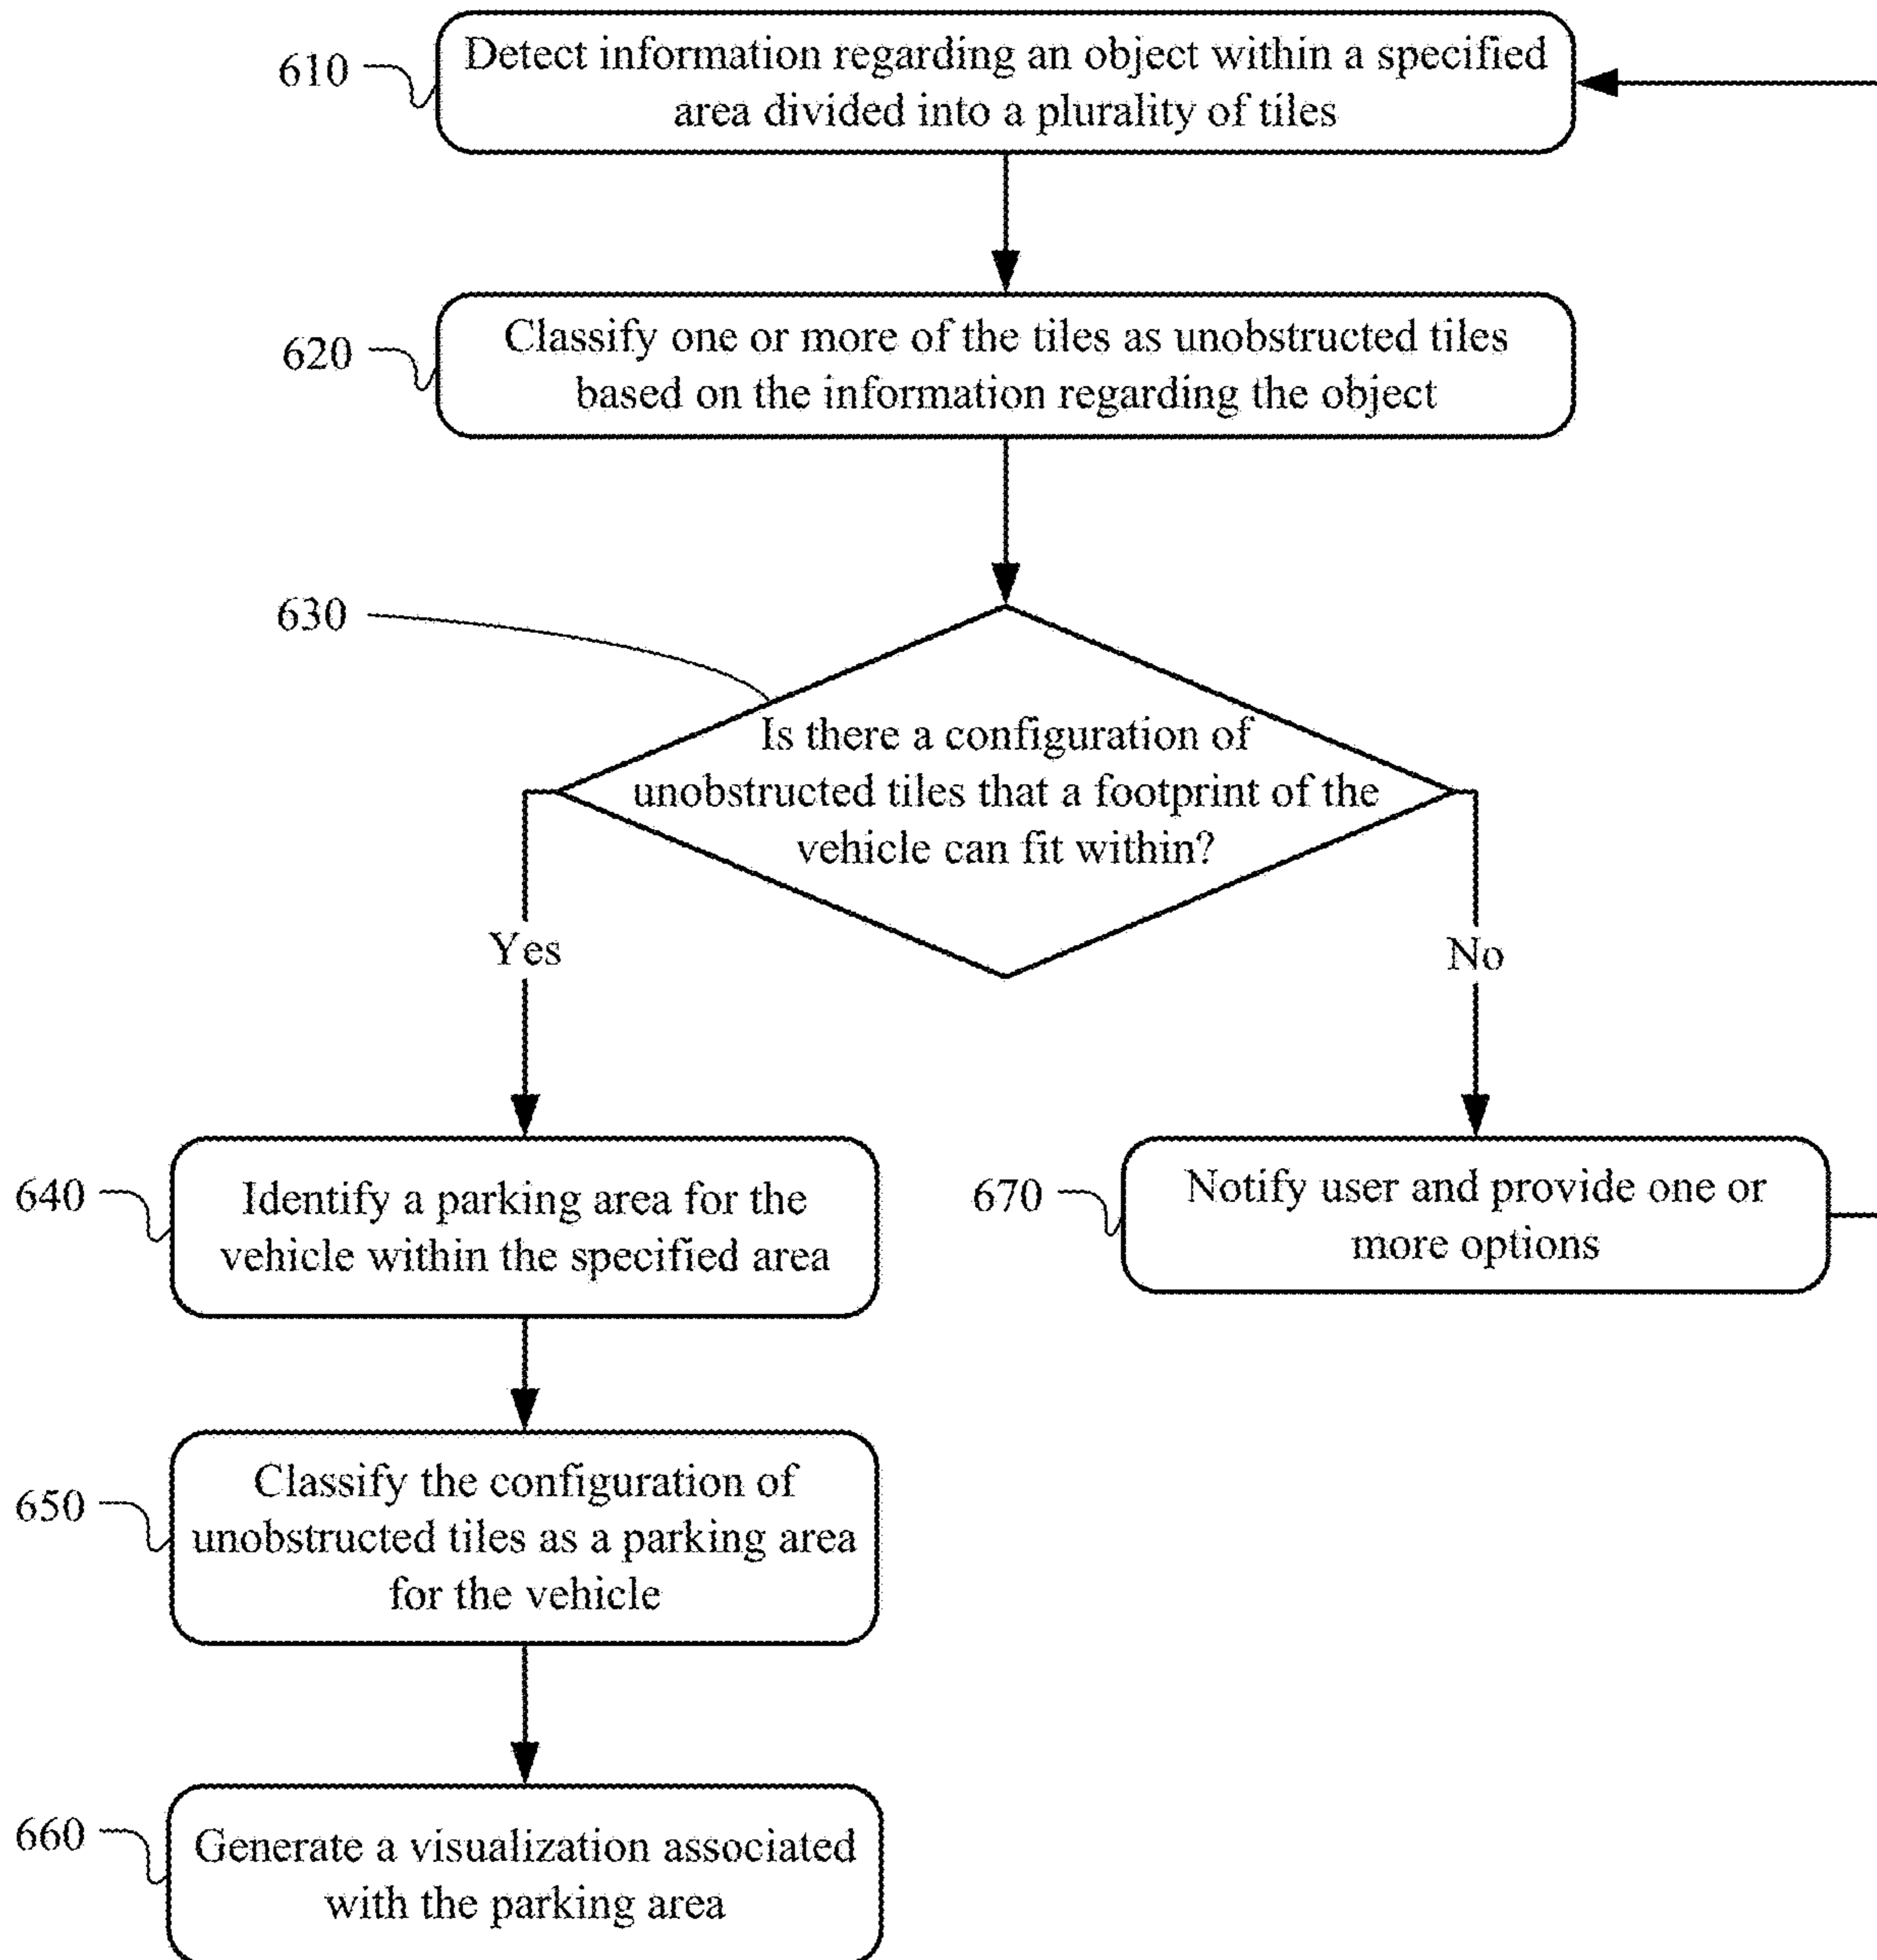 610
Detect information regarding an object within a specified
area divided into a plurality of tiles
620
Classify one or more of the tiles as unobstructed tiles
based on the information regarding the object
630
Is there a configuration of
unobstructed tiles that a footprint of the
vehicle can fit within?
Yes
No
640
Identify a parking area for the
vehicle within the specified area
670
Notify user and provide one or
more options
650
Classify the configuration of
unobstructed tiles as a parking area
for the vehicle
660
Generate a visualization associated
with the parking area